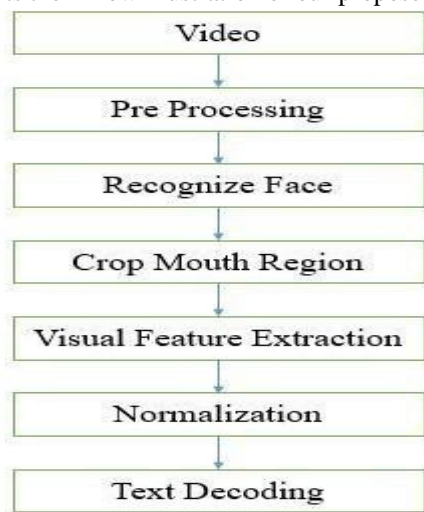 Video
Pre Processing
Recognize Face
Crop Mouth Region
Visual Feature Extraction
Normalization
Text Decoding